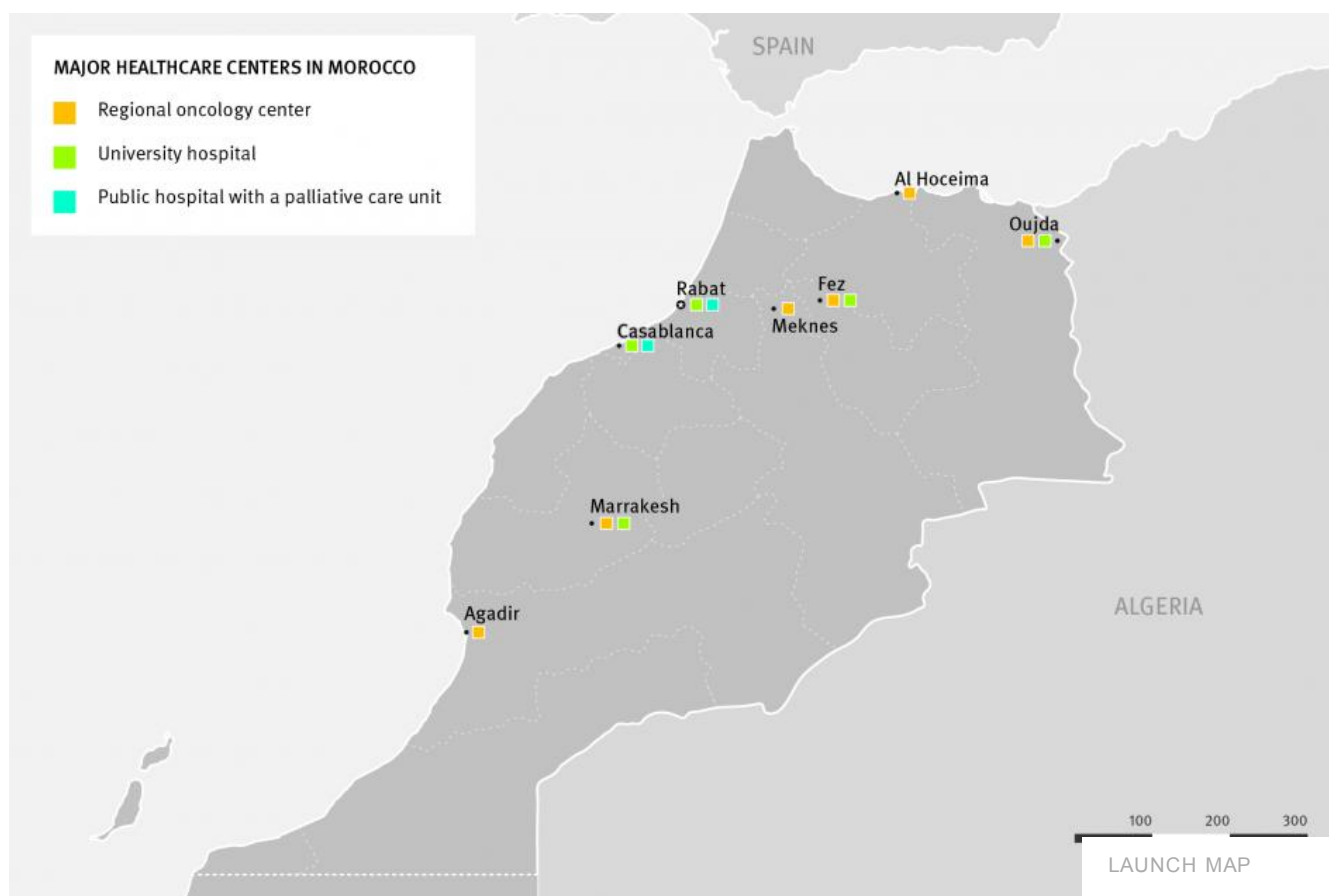 SPAIN
MAJOR HEALTHCARE CENTERS IN MOROCCO
Regional oncology center
University hospital
Public hospital with a palliative care unit
Al Hoceima
Oujda
Fez
Rabat
Meknes
Casablanca
Marrakesh
ALGERIA
Agadir
100 200 300
LAUNCH MAP